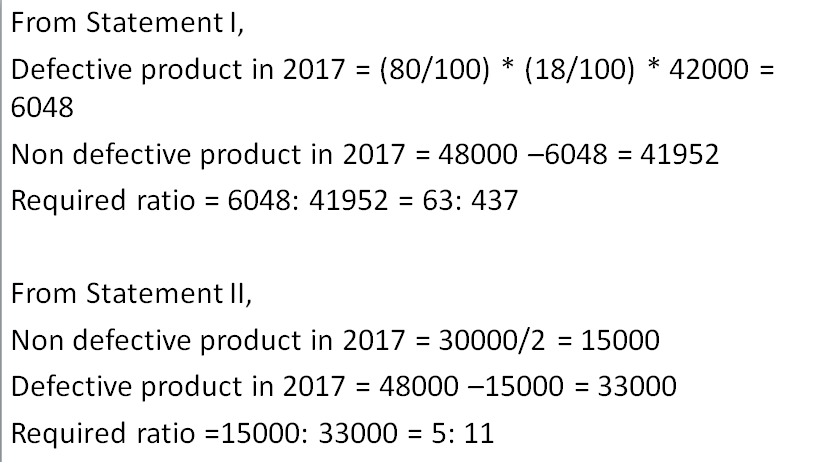 From Statement I,
Defective product in 2017 = (80/100) * (18/100) * 42000 =
6048
Non defective product in 2017 = 48000 –6048 = 41952
Required ratio = 6048: 41952 = 63: 437
From Statement II,
Non defective product in 2017 = 30000/2 = 15000
Defective product in 2017 = 48000 –15000 = 33000
Required ratio =15000: 33000 = 5: 11